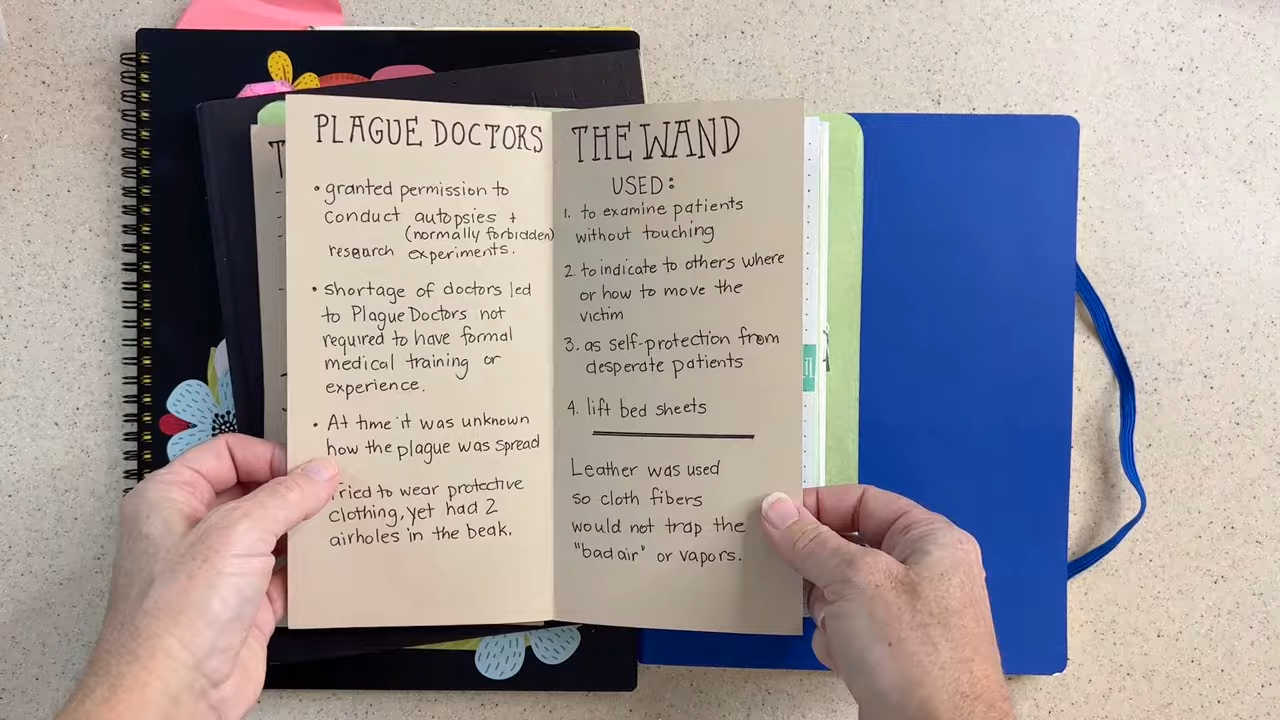 PLAGUE DOCTORS
• granted permission to
conduct autopsies +
(normally forbidden)
research experiments.
• Shortage of doctors led
to Plague Doctors not
required to have formal
medical training or
experience.
• At time it was unknown
how the plague was spread
Tried to wear protective
clothing, yet had 2
airholes in the beak.
THE WAND
USED:
1. to examine patients
without touching
2. to indicate to others where
or how to move the
victim
3. as self-protection from
desperate patients
4. lift bed sheets
Leather was used
so cloth fibers
would not trap the
"bad air" or vapors.
T